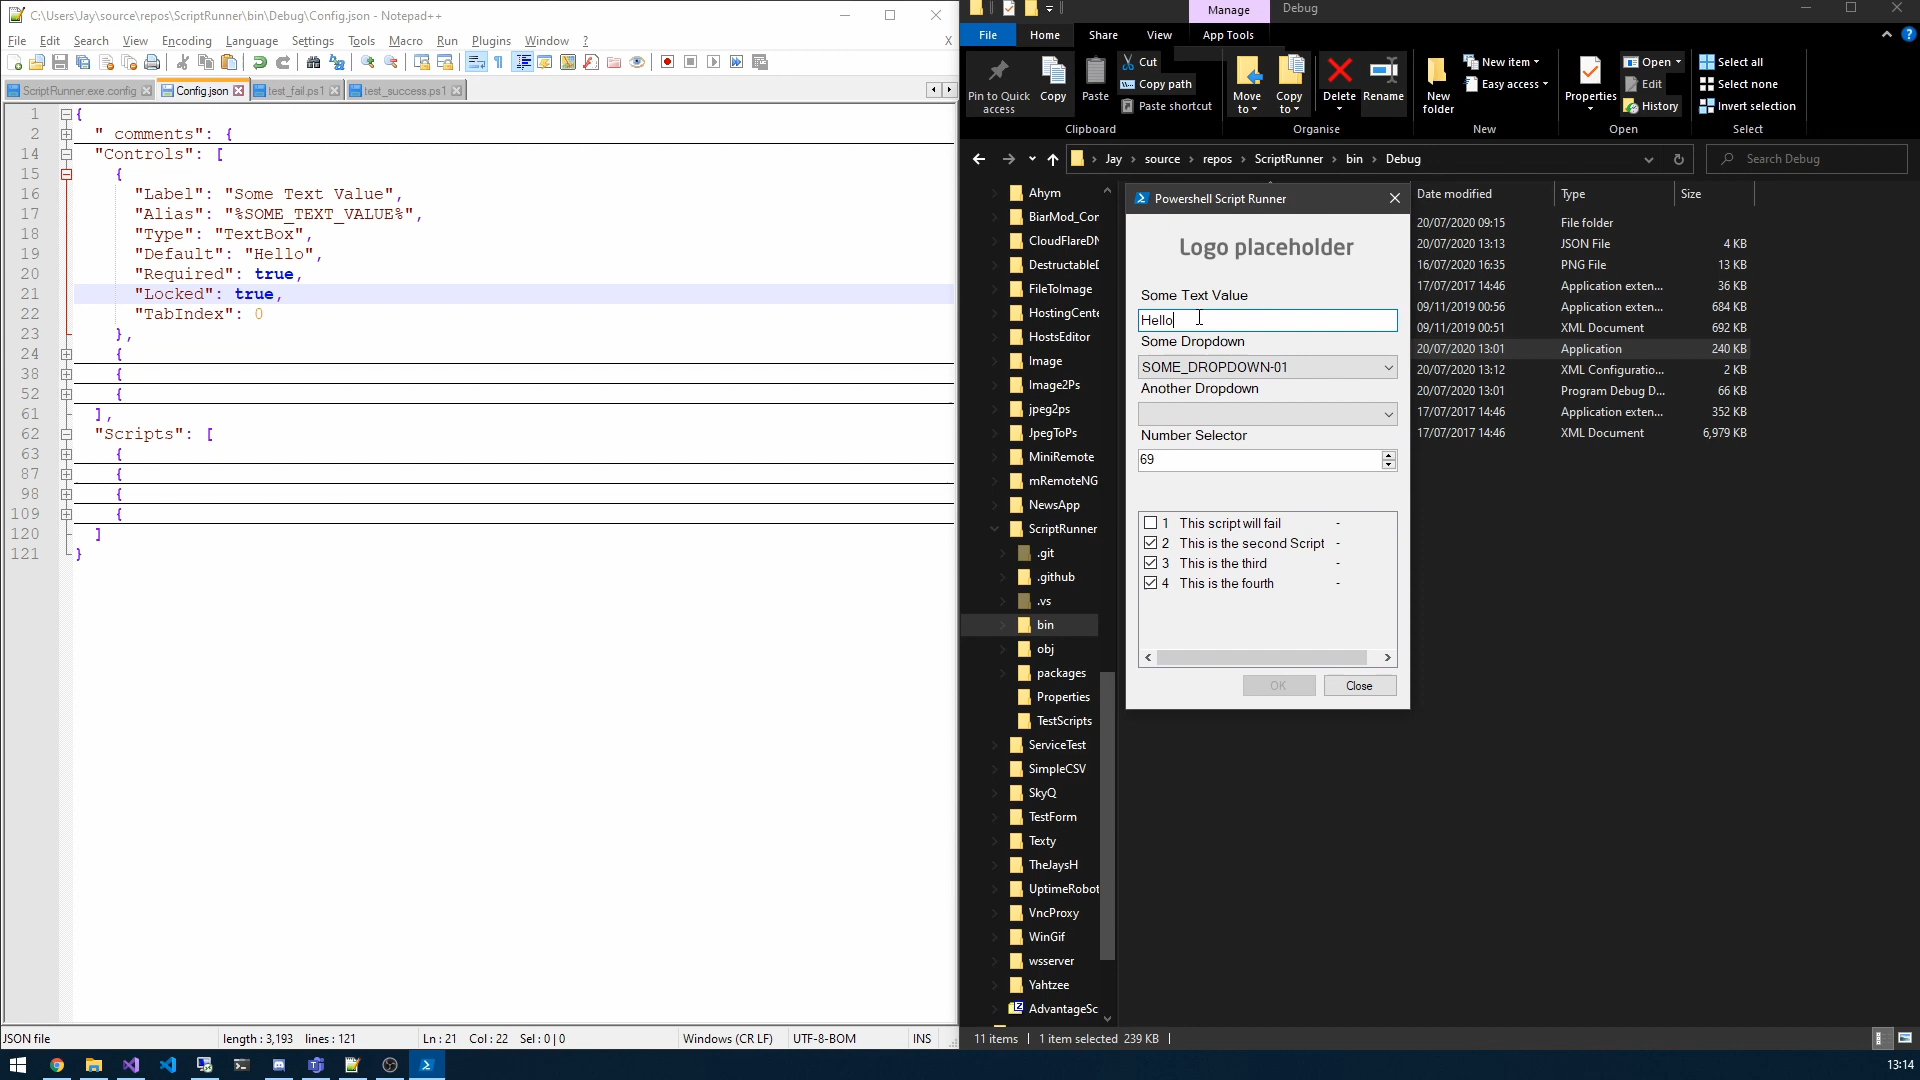 C:\Users\Jay\source\repos\ScriptRunner\bin\Debug\Config.json - Notepad++
File Edit Search View Encoding Language Settings Tools Macro Run Plugins Window ? X
ScriptRunner.exe.config Config.json test_fail.ps1 test_success.ps1
1 {
2 "_comments": {
14 "Controls": [
15 {
16 "Label": "Some Text Value",
17 "Alias": "%SOME_TEXT_VALUE%",
18 "Type": "TextBox",
19 "Default": "Hello",
20 "Required": true,
21 "Locked": true,
22 "TabIndex": 0
23 },
24 {
38 {
52 {
61 ],
62 "Scripts": [
63 {
87 {
98 {
109 {
120 ]
121 }
JSON file length : 3,193 lines : 121 Ln : 21 Col : 22 Sel : 0 | 0 Windows (CR LF) UTF-8-BOM INS
Manage Debug
File Home Share View App Tools
Pin to Quick access
Copy
Paste
Cut
Copy path
Paste shortcut
Clipboard
Move to
Copy to
Delete
Rename
Organise
New folder
New item
Easy access
New
Properties
Open
Edit
History
Open
Select all
Select none
Invert selection
Select
Jay source repos ScriptRunner bin Debug
Search Debug
Ahym
BiarMod_Cor
CloudFlareDN
DestructableD
FileToImage
HostingCente
HostsEditor
Image
Image2Ps
jpeg2ps
JpegToPs
MiniRemote
mRemoteNG
NewsApp
ScriptRunner
.git
.github
.vs
bin
obj
packages
Properties
TestScripts
ServiceTest
SimpleCSV
SkyQ
TestForm
Texty
TheJaysH
UptimeRobot
VncProxy
WinGif
wsserver
Yahtzee
AdvantageSc
Date modified Type Size
20/07/2020 09:15 File folder
20/07/2020 13:13 JSON File 4 KB
16/07/2020 16:35 PNG File 13 KB
17/07/2017 14:46 Application exten... 36 KB
09/11/2019 00:56 Application exten... 684 KB
09/11/2019 00:51 XML Document 692 KB
20/07/2020 13:01 Application 240 KB
20/07/2020 13:12 XML Configuratio... 2 KB
20/07/2020 13:01 Program Debug D... 66 KB
17/07/2017 14:46 Application exten... 352 KB
17/07/2017 14:46 XML Document 6,979 KB
Powershell Script Runner
Logo placeholder
Some Text Value
Hello
Some Dropdown
SOME_DROPDOWN-01
Another Dropdown
Number Selector
69
1 This script will fail -
2 This is the second Script -
3 This is the third -
4 This is the fourth -
OK Close
11 items 1 item selected 239 KB
13:14